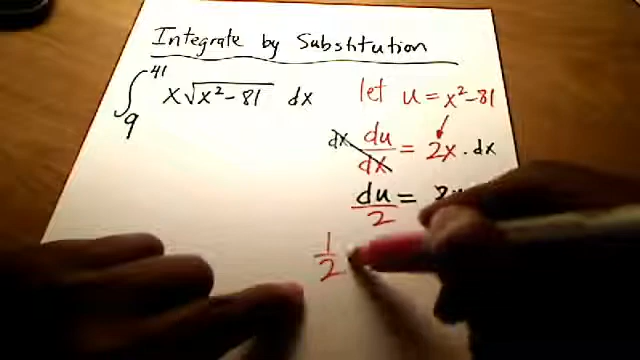 Integrate by Substitution
∫₉⁴¹ x√(x² - 81) dx
let u = x² - 81
dx du/dx = 2x · dx
du/2 =
1/2